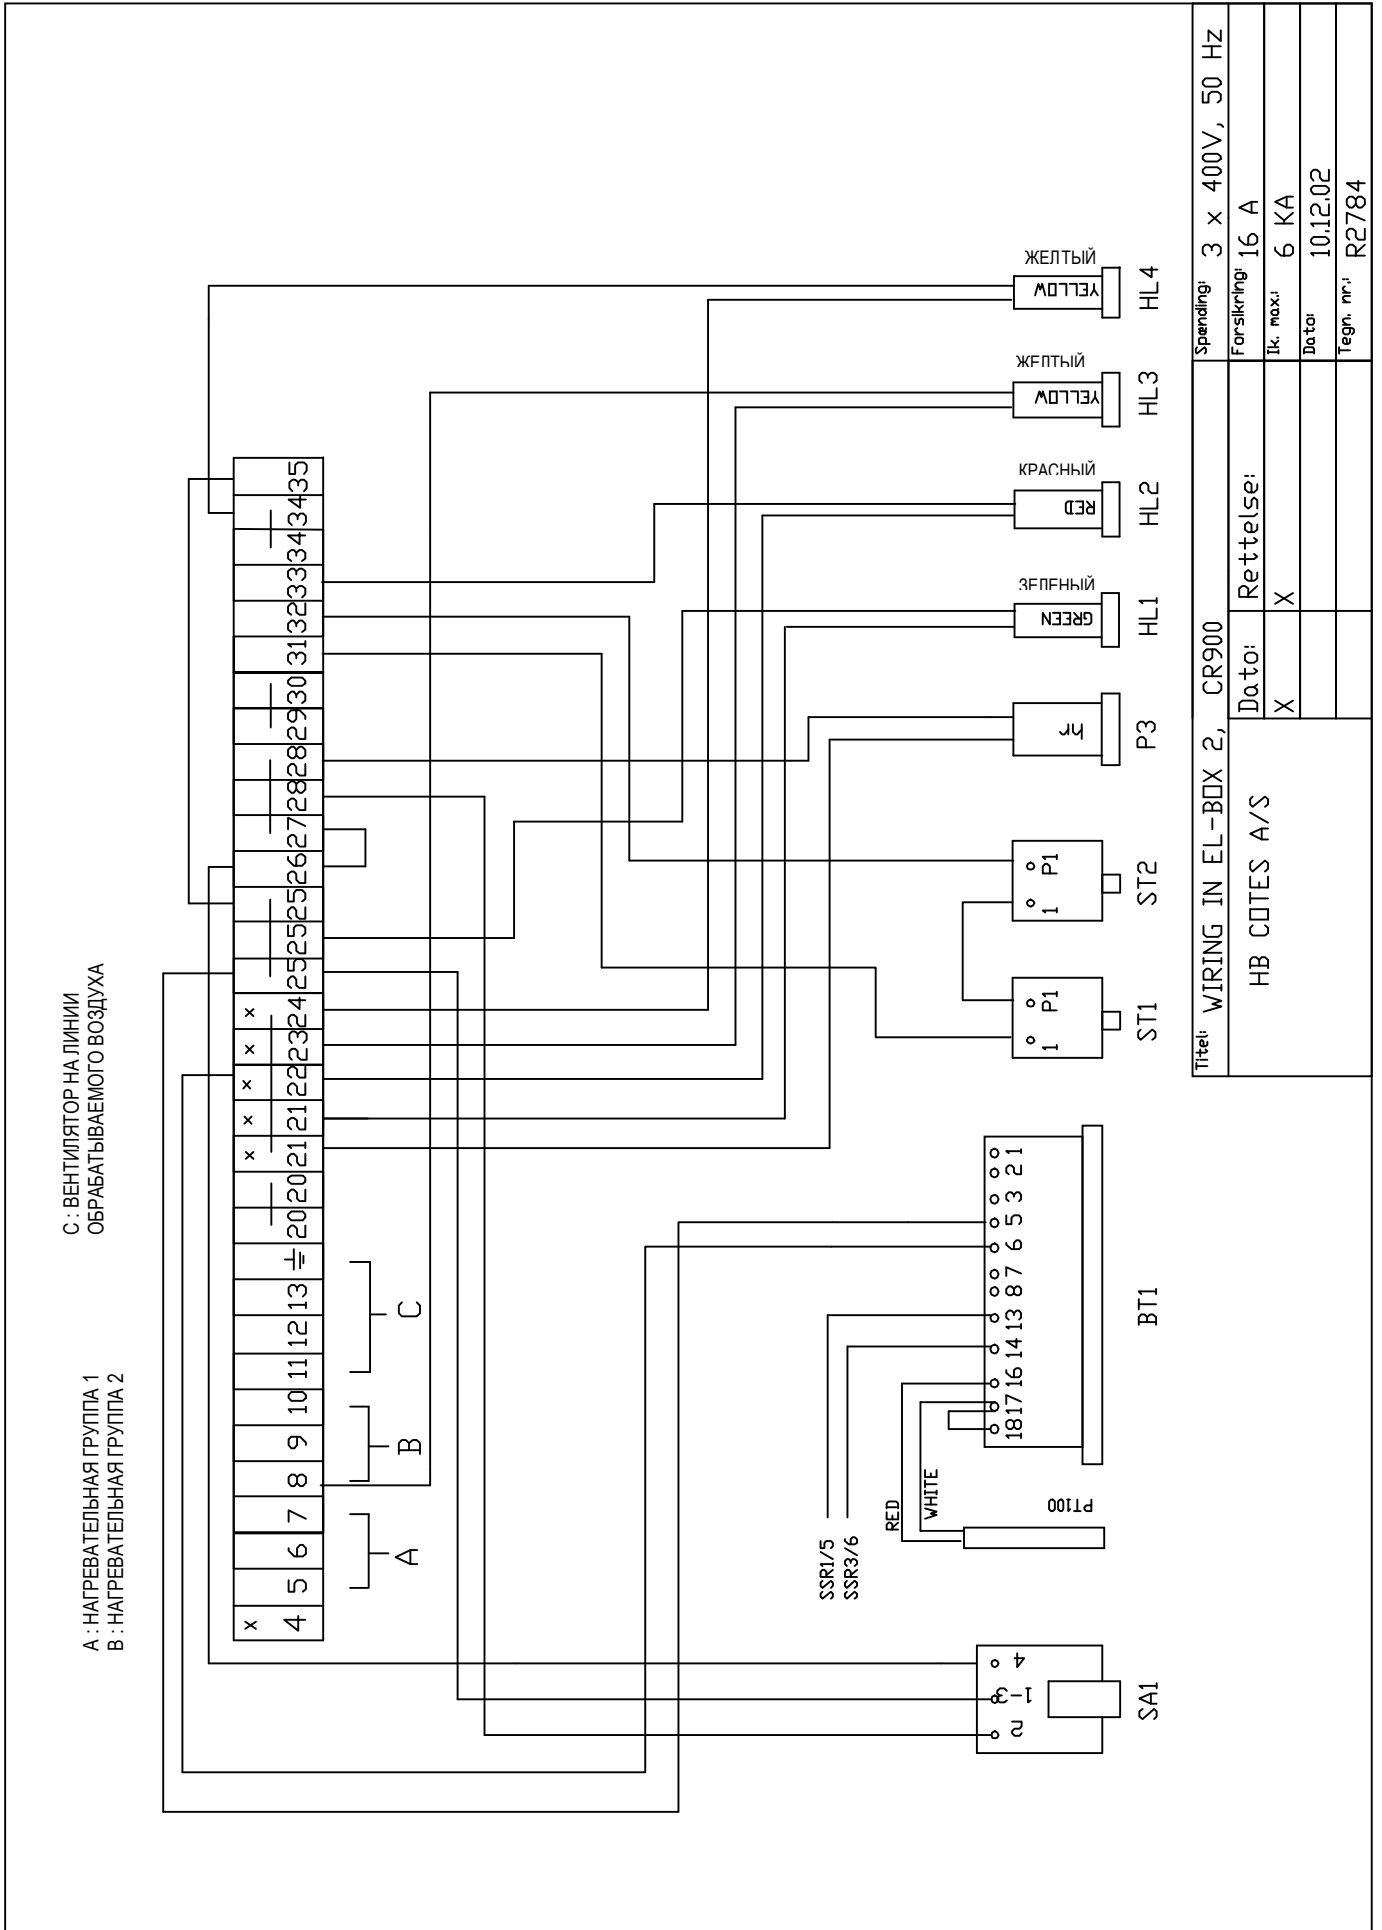 A : НАГРЕВАТЕЛЬНАЯ ГРУППА 1
B : НАГРЕВАТЕЛЬНАЯ ГРУППА 2
C : ВЕНТИЛЯТОР НА ЛИНИИ
ОБРАБАТЫВАЕМОГО ВОЗДУХА
x x x x x x
4 5 6 7 8 9 10 11 12 13 20 20 21 21 22 23 24 25 25 25 26 27 28 28 29 30 31 32 33 34 34 35
A B C
SSR1/5
SSR3/6
RED
WHITE
PT100
2 1-3 4
SA1
18 17 16 14 13 8 7 6 5 3 2 1
BT1
1 P1
ST1
1 P1
ST2
hr
P3
ЗЕЛЕНЫЙ
GREEN
HL1
КРАСНЫЙ
RED
HL2
ЖЕЛТЫЙ
YELLOW
HL3
ЖЕЛТЫЙ
YELLOW
HL4
Titel: WIRING IN EL-BOX 2, CR900
HB COTES A/S
Dato: Rettelse:
X X
Spænding: 3 x 400V, 50 Hz
Forsikring: 16 A
Ik. max.: 6 KA
Dato: 10.12.02
Tegn. nr.: R2784